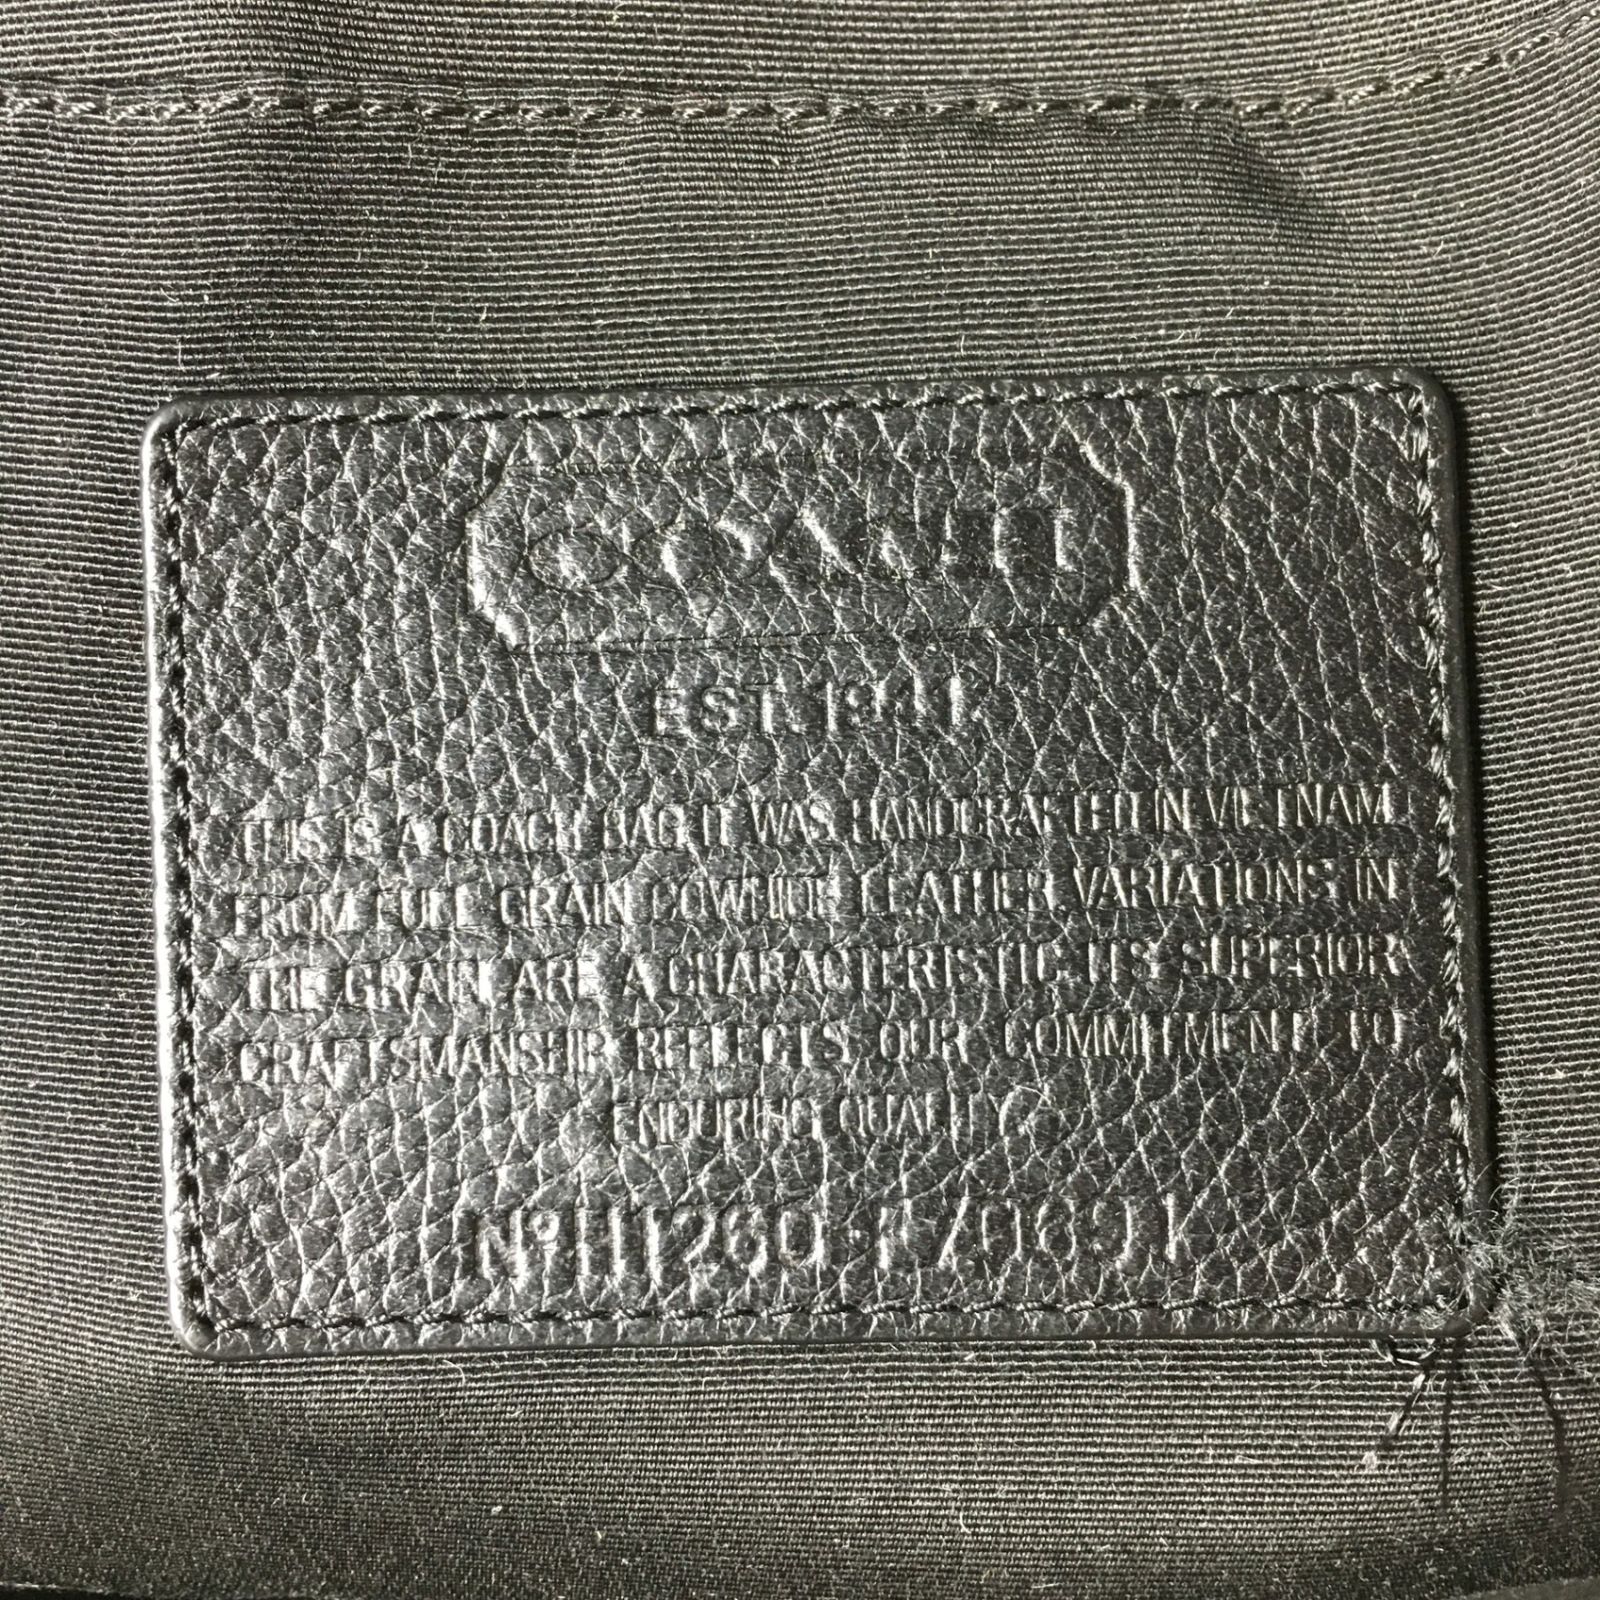 COACH
EST. 1941
THIS IS A COACH BAG IT WAS HANDCRAFTED IN VIETNAM
FROM FULL GRAIN COWHIDE LEATHER VARIATIONS IN
THE GRAIN ARE A CHARACTERISTIC ITS SUPERIOR
CRAFTSMANSHIP REFLECTS OUR COMMITMENT TO
ENDURING QUALITY